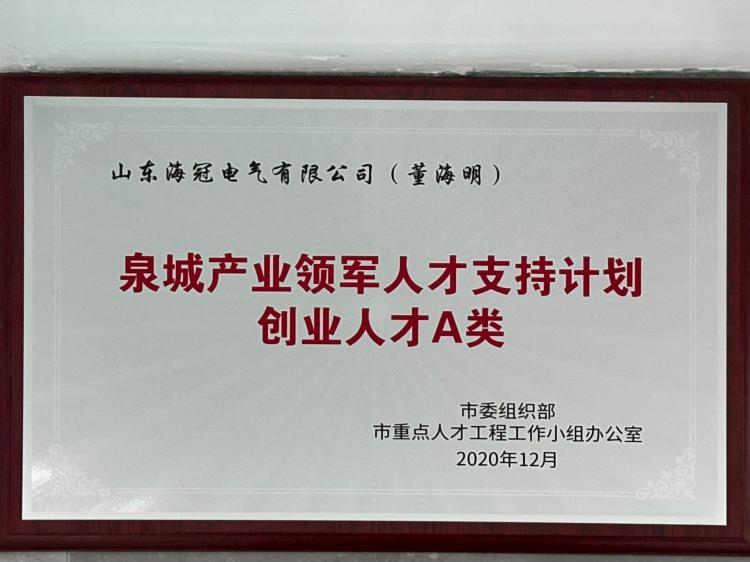 山东海冠电气有限公司（董海明）
泉城产业领军人才支持计划
创业人才A类
市委组织部
市重点人才工程工作小组办公室
2020年12月